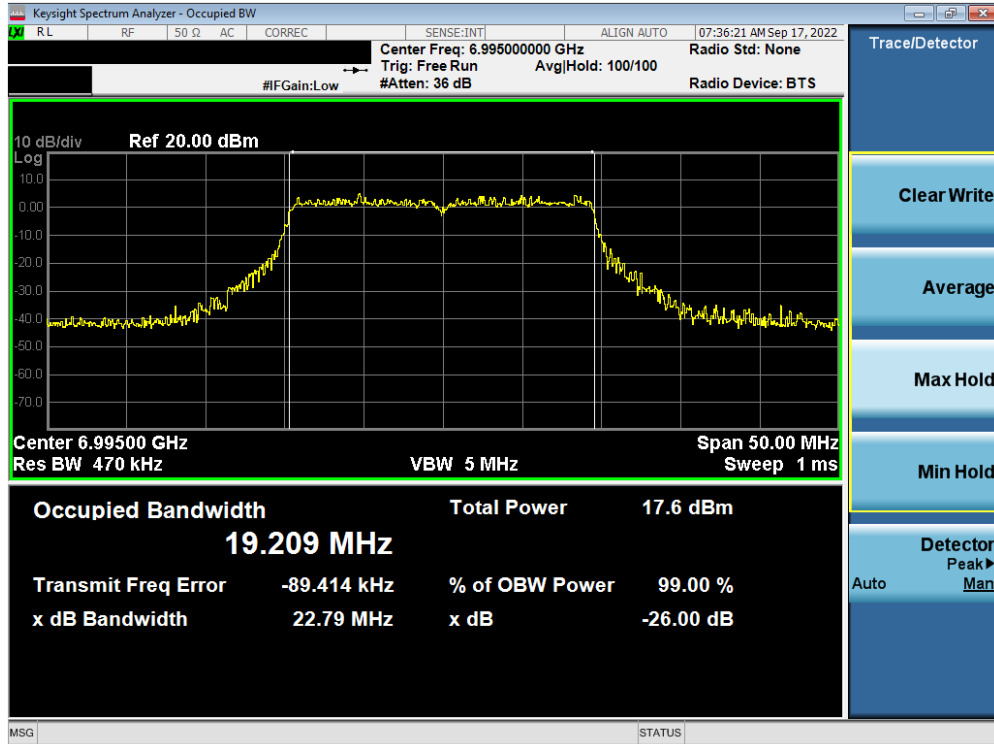 Keysight Spectrum Analyzer - Occupied BW
LXI RL RF 50 Ω AC CORREC SENSE:INT ALIGN AUTO 07:36:21 AM Sep 17, 2022
Center Freq: 6.995000000 GHz Radio Std: None
Trig: Free Run Avg|Hold: 100/100
#IFGain:Low #Atten: 36 dB Radio Device: BTS
10 dB/div Ref 20.00 dBm
Log
10.0
0.00
-10.0
-20.0
-30.0
-40.0
-50.0
-60.0
-70.0
Center 6.99500 GHz Span 50.00 MHz
Res BW 470 kHz VBW 5 MHz Sweep 1 ms
Occupied Bandwidth Total Power 17.6 dBm
19.209 MHz
Transmit Freq Error -89.414 kHz % of OBW Power 99.00 %
x dB Bandwidth 22.79 MHz x dB -26.00 dB
MSG STATUS
Trace/Detector
Clear Write
Average
Max Hold
Min Hold
Detector
Peak▶
Auto Man